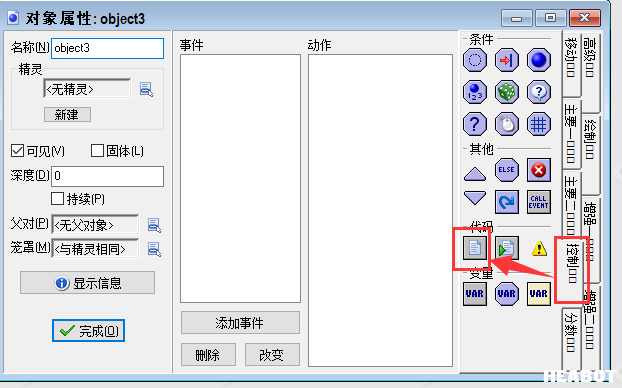 对象属性: object3
名称(N) object3
精灵
<无精灵>
新建
可见(V) 固体(L)
深度(D) 0
持续(P)
父对(P) <无父对象>
笼罩(M) <与精灵相同>
显示信息
完成(O)
事件
添加事件
删除 改变
动作
条件
1 2 3
?
?
其他
ELSE
CALL
EVENT
代码
变量
VAR VAR VAR
移动
主要一
主要二
控制
分数
高级
绘制
增强一
增强二
HEABOT